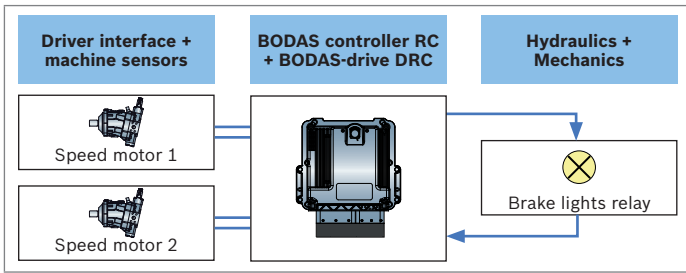 Driver interface +
machine sensors
BODAS controller RC
+ BODAS-drive DRC
Hydraulics +
Mechanics
Speed motor 1
Speed motor 2
Brake lights relay